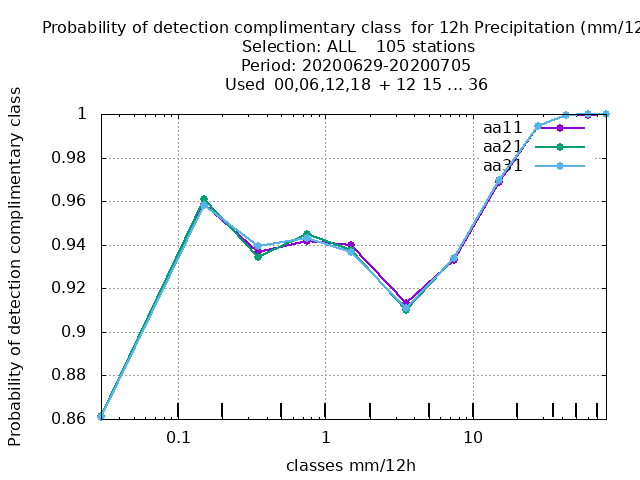 Probability of detection complimentary class  for 12h Precipitation (mm/12
Selection: ALL    105 stations
Period: 20200629-20200705
Used  00,06,12,18  + 12 15 ... 36
Probability of detection complimentary class
1
0.98
0.96
0.94
0.92
0.9
0.88
0.86
aa11
aa21
aa31
0.1
1
10
classes mm/12h